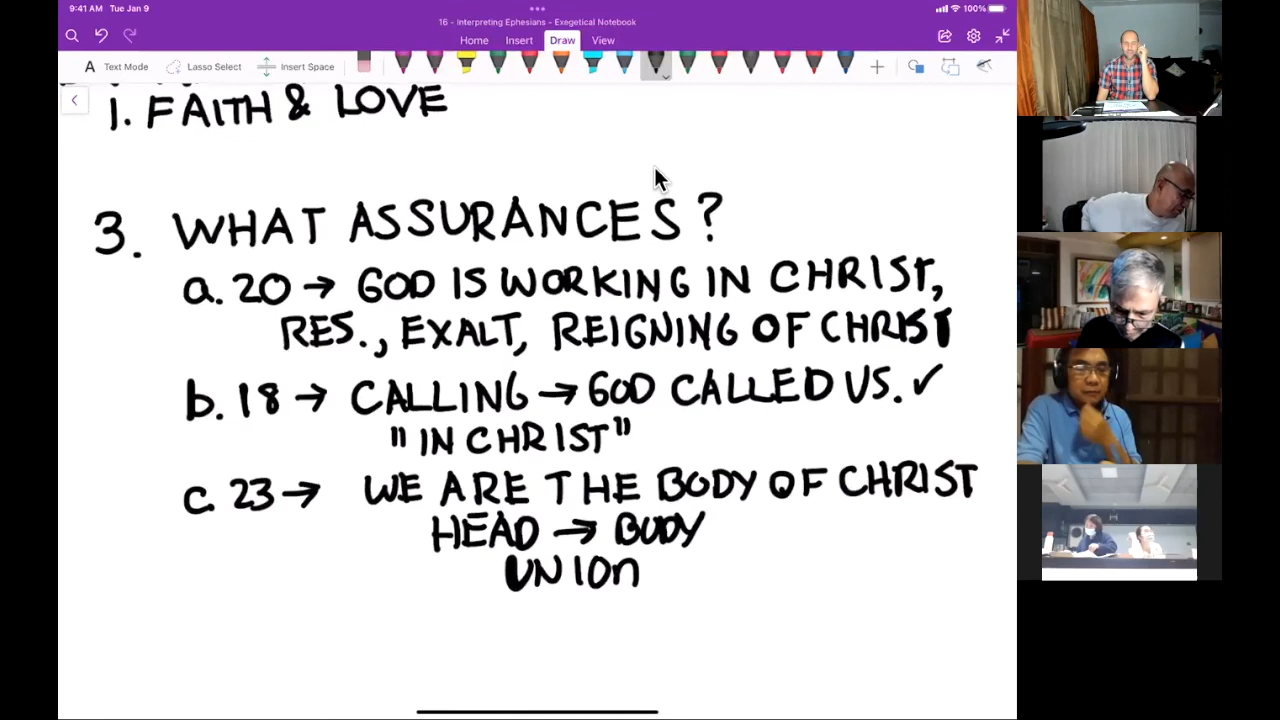 9:41 AM Tue Jan 9
100%
16 - Interpreting Ephesians - Exegetical Notebook
Home Insert Draw View
A Text Mode Lasso Select Insert Space
1. FAITH & LOVE
3. WHAT ASSURANCES?
a. 20 → GOD IS WORKING IN CHRIST,
RES., EXALT, REIGNING OF CHRIST
b. 18 → CALLING → GOD CALLED US. ✓
"IN CHRIST"
c. 23 → WE ARE THE BODY OF CHRIST
HEAD → BODY
UNION